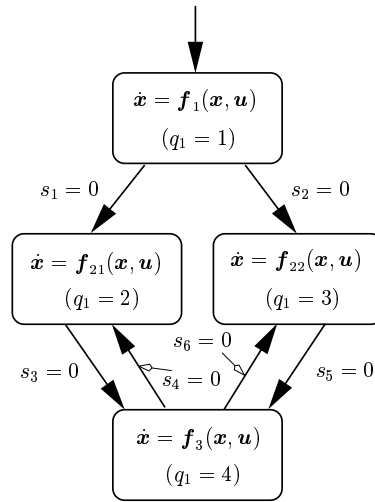 ẋ = f₁(x, u)
(q₁ = 1)
s₁ = 0
s₂ = 0
ẋ = f₂₁(x, u)
(q₁ = 2)
ẋ = f₂₂(x, u)
(q₁ = 3)
s₆ = 0
s₃ = 0
s₄ = 0
s₅ = 0
ẋ = f₃(x, u)
(q₁ = 4)